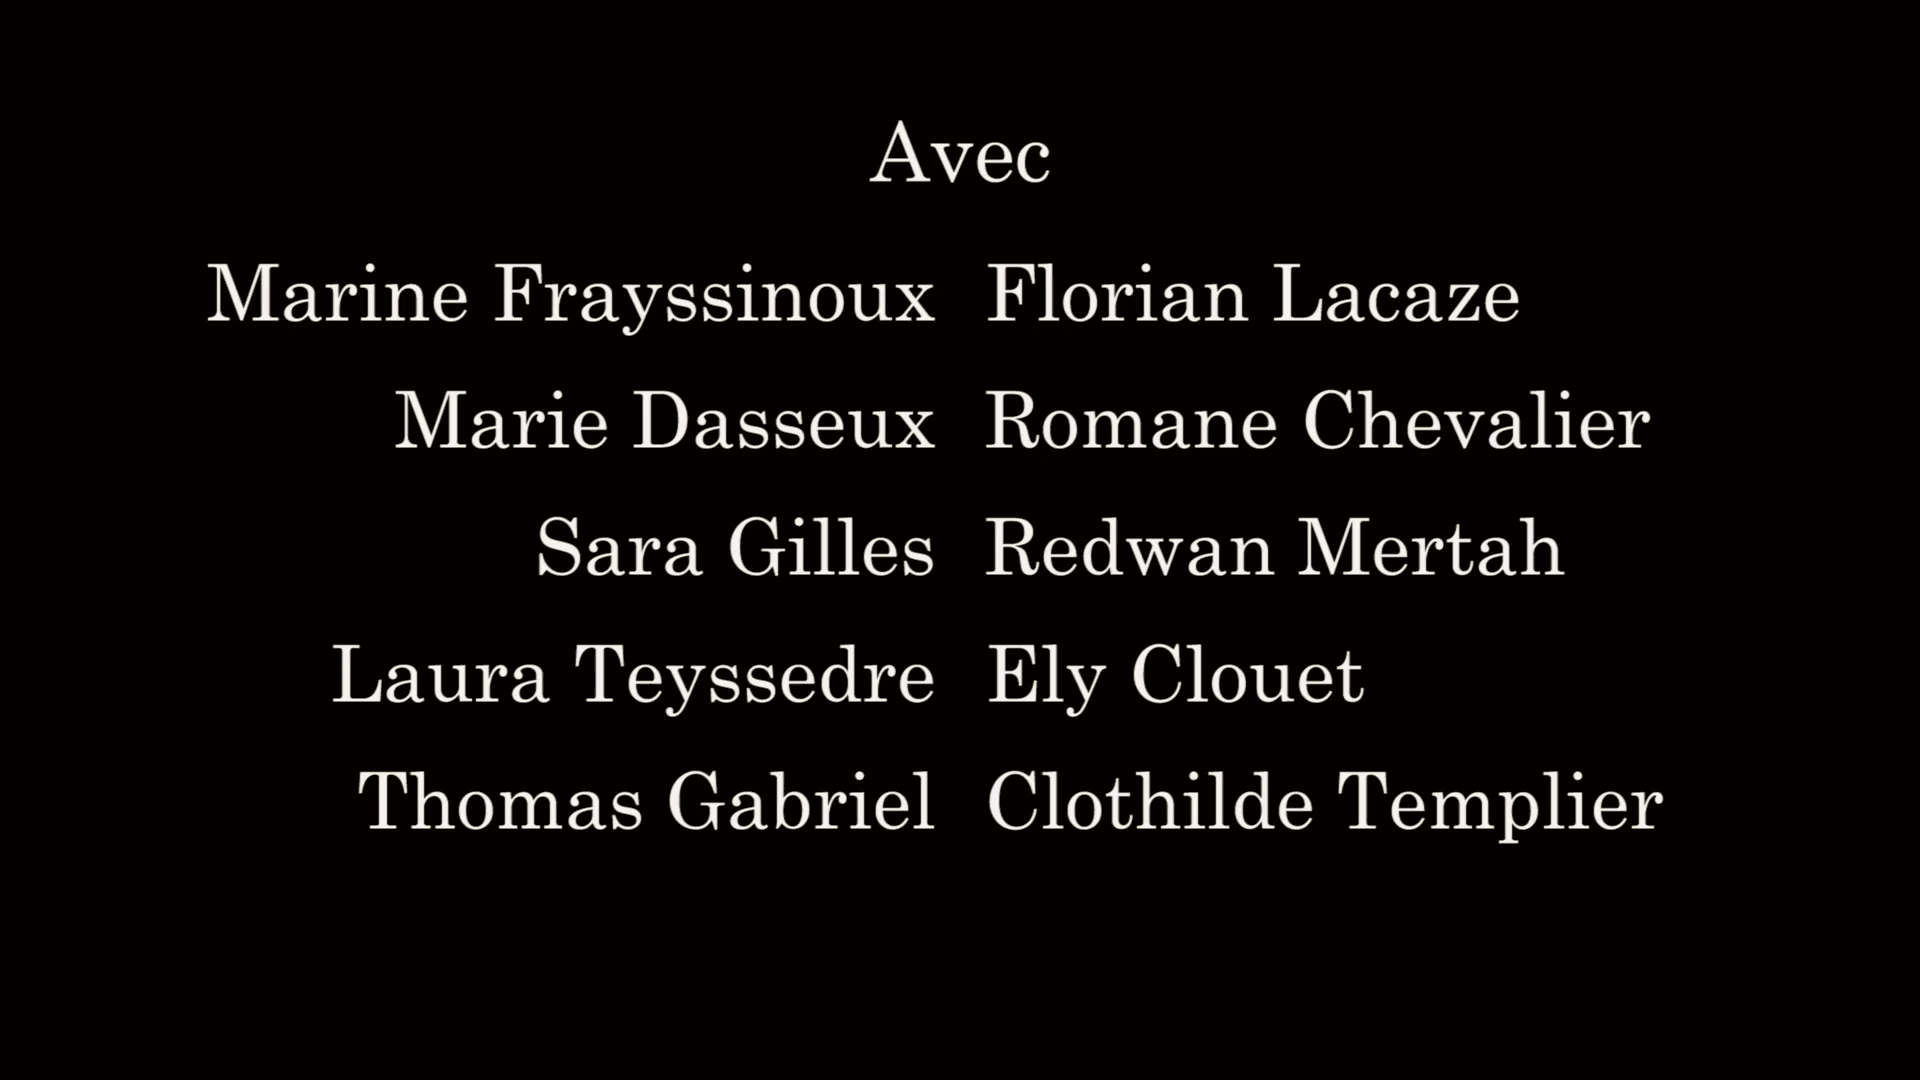 Avec
Marine Frayssinoux Florian Lacaze
Marie Dasseux Romane Chevalier
Sara Gilles Redwan Mertah
Laura Teyssedre Ely Clouet
Thomas Gabriel Clothilde Templier